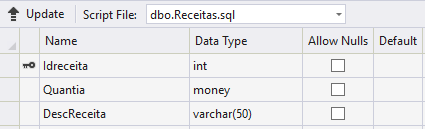 Update Script File: dbo.Receitas.sql
Name Data Type Allow Nulls Default
Idreceita int
Quantia money
DescReceita varchar(50)